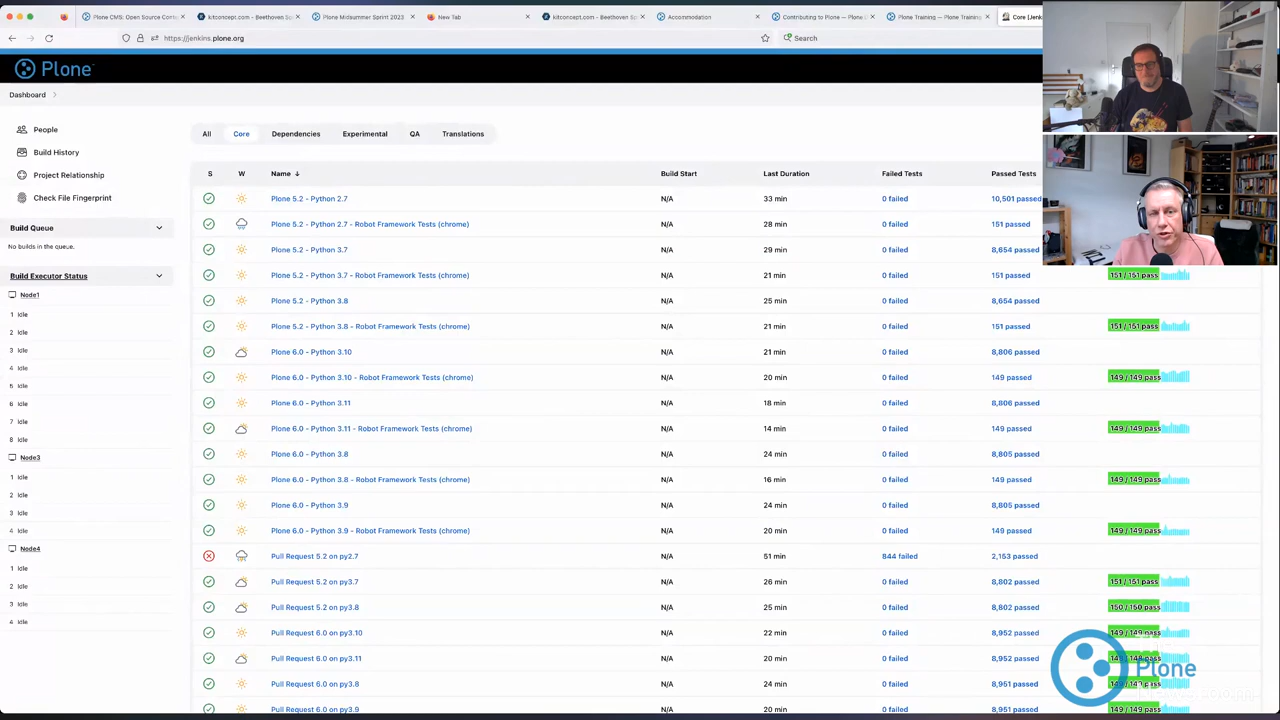 Plone CMS: Open Source Cont
kitconcept.com - Beethoven Sp
Plone Midsummer Sprint 2023
New Tab
kitconcept.com - Beethoven Sp
Accommodation
Contributing to Plone — Plone
Plone Training — Plone Training
Core [Jenk
https://jenkins.plone.org
Search
Plone
Dashboard
People
Build History
Project Relationship
Check File Fingerprint
Build Queue
No builds in the queue.
Build Executor Status
Node1
1 Idle
2 Idle
3 Idle
4 Idle
5 Idle
6 Idle
7 Idle
8 Idle
Node3
1 Idle
2 Idle
3 Idle
4 Idle
Node4
1 Idle
2 Idle
3 Idle
4 Idle
All Core Dependencies Experimental QA Translations
S W Name ↓ Build Start Last Duration Failed Tests Passed Tests
Plone 5.2 - Python 2.7 N/A 33 min 0 failed 10,501 passed
Plone 5.2 - Python 2.7 - Robot Framework Tests (chrome) N/A 28 min 0 failed 151 passed
Plone 5.2 - Python 3.7 N/A 29 min 0 failed 8,654 passed
Plone 5.2 - Python 3.7 - Robot Framework Tests (chrome) N/A 21 min 0 failed 151 passed 151 / 151 pass
Plone 5.2 - Python 3.8 N/A 25 min 0 failed 8,654 passed
Plone 5.2 - Python 3.8 - Robot Framework Tests (chrome) N/A 21 min 0 failed 151 passed 151 / 151 pass
Plone 6.0 - Python 3.10 N/A 21 min 0 failed 8,806 passed
Plone 6.0 - Python 3.10 - Robot Framework Tests (chrome) N/A 20 min 0 failed 149 passed 149 / 149 pass
Plone 6.0 - Python 3.11 N/A 18 min 0 failed 8,806 passed
Plone 6.0 - Python 3.11 - Robot Framework Tests (chrome) N/A 14 min 0 failed 149 passed 149 / 149 pass
Plone 6.0 - Python 3.8 N/A 24 min 0 failed 8,805 passed
Plone 6.0 - Python 3.8 - Robot Framework Tests (chrome) N/A 16 min 0 failed 149 passed 149 / 149 pass
Plone 6.0 - Python 3.9 N/A 24 min 0 failed 8,805 passed
Plone 6.0 - Python 3.9 - Robot Framework Tests (chrome) N/A 20 min 0 failed 149 passed 149 / 149 pass
Pull Request 5.2 on py2.7 N/A 51 min 844 failed 2,153 passed
Pull Request 5.2 on py3.7 N/A 26 min 0 failed 8,802 passed 151 / 151 pass
Pull Request 5.2 on py3.8 N/A 25 min 0 failed 8,802 passed 150 / 150 pass
Pull Request 6.0 on py3.10 N/A 22 min 0 failed 8,952 passed 149 / 149 pass
Pull Request 6.0 on py3.11 N/A 20 min 0 failed 8,952 passed
Pull Request 6.0 on py3.8 N/A 24 min 0 failed 8,951 passed
Pull Request 6.0 on py3.9 N/A 21 min 0 failed 8,951 passed
Plone